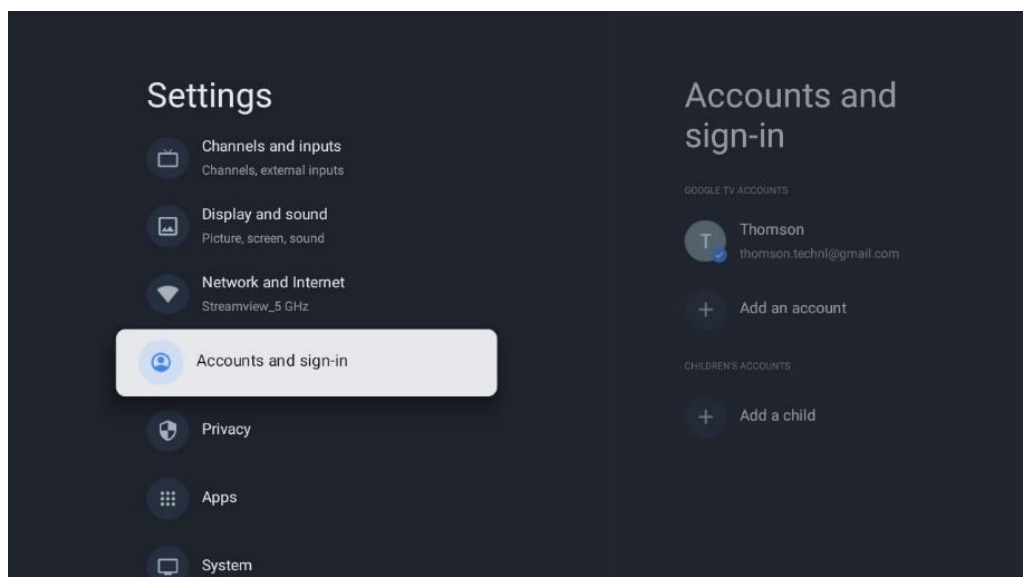 Settings
Channels and inputs
Channels, external inputs
Display and sound
Picture, screen, sound
Network and Internet
Streamview_5 GHz
Accounts and sign-in
Privacy
Apps
System
Accounts and
sign-in
GOOGLE TV ACCOUNTS
T
Thomson
thomson.technl@gmail.com
Add an account
CHILDREN'S ACCOUNTS
Add a child